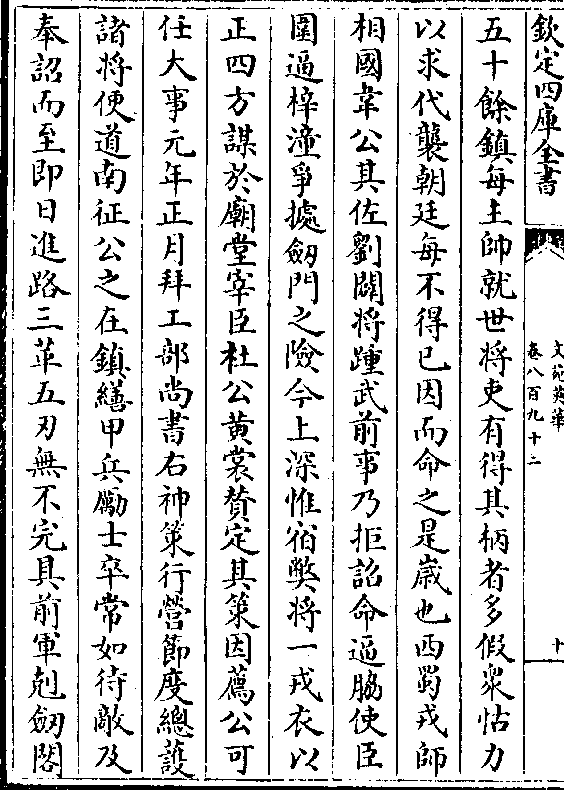 欽定四庫全書
文苑英華
卷八百九十二
十
五十餘鎮每主帥就世將吏有得其柄者多假衆怙力
以求代襲朝廷每不得已因而命之是嵗也西蜀戎師
相國韋公其佐劉闢將踵武前事乃拒詔命逼脇使臣
圍逼梓潼爭據劒門之險今上深惟宿弊將一戎衣以
正四方謀於廟堂宰臣杜公黄裳贊定其策因薦公可
任大事元年正月拜工部尚書右神策行營節度總䕶
諸將便道南征公之在鎮繕甲兵勵士卒常如待敵及
奉詔而至即日進路三革五刃無不完具前軍剋劒閣